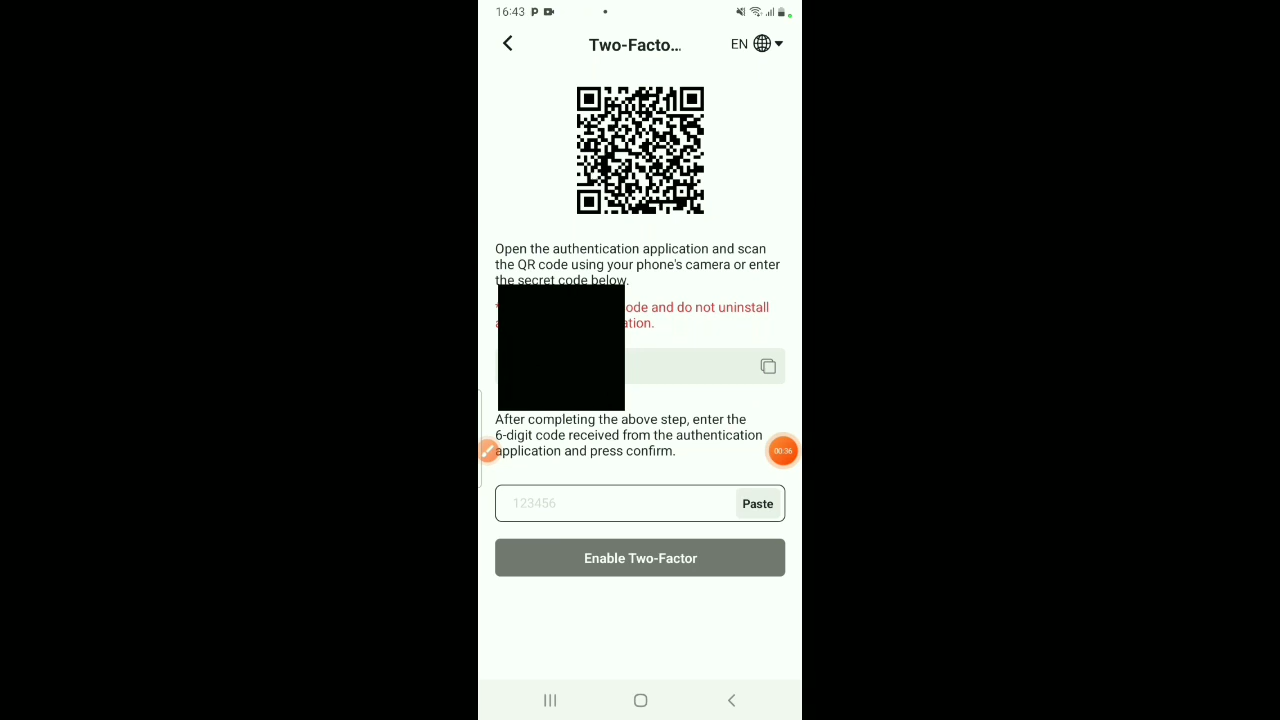 16:43
Two-Facto...
EN
Open the authentication application and scan
the QR code using your phone's camera or enter
the secret code below.
and do not uninstall
After completing the above step, enter the
6-digit code received from the authentication
application and press confirm.
00:36
123456
Paste
Enable Two-Factor